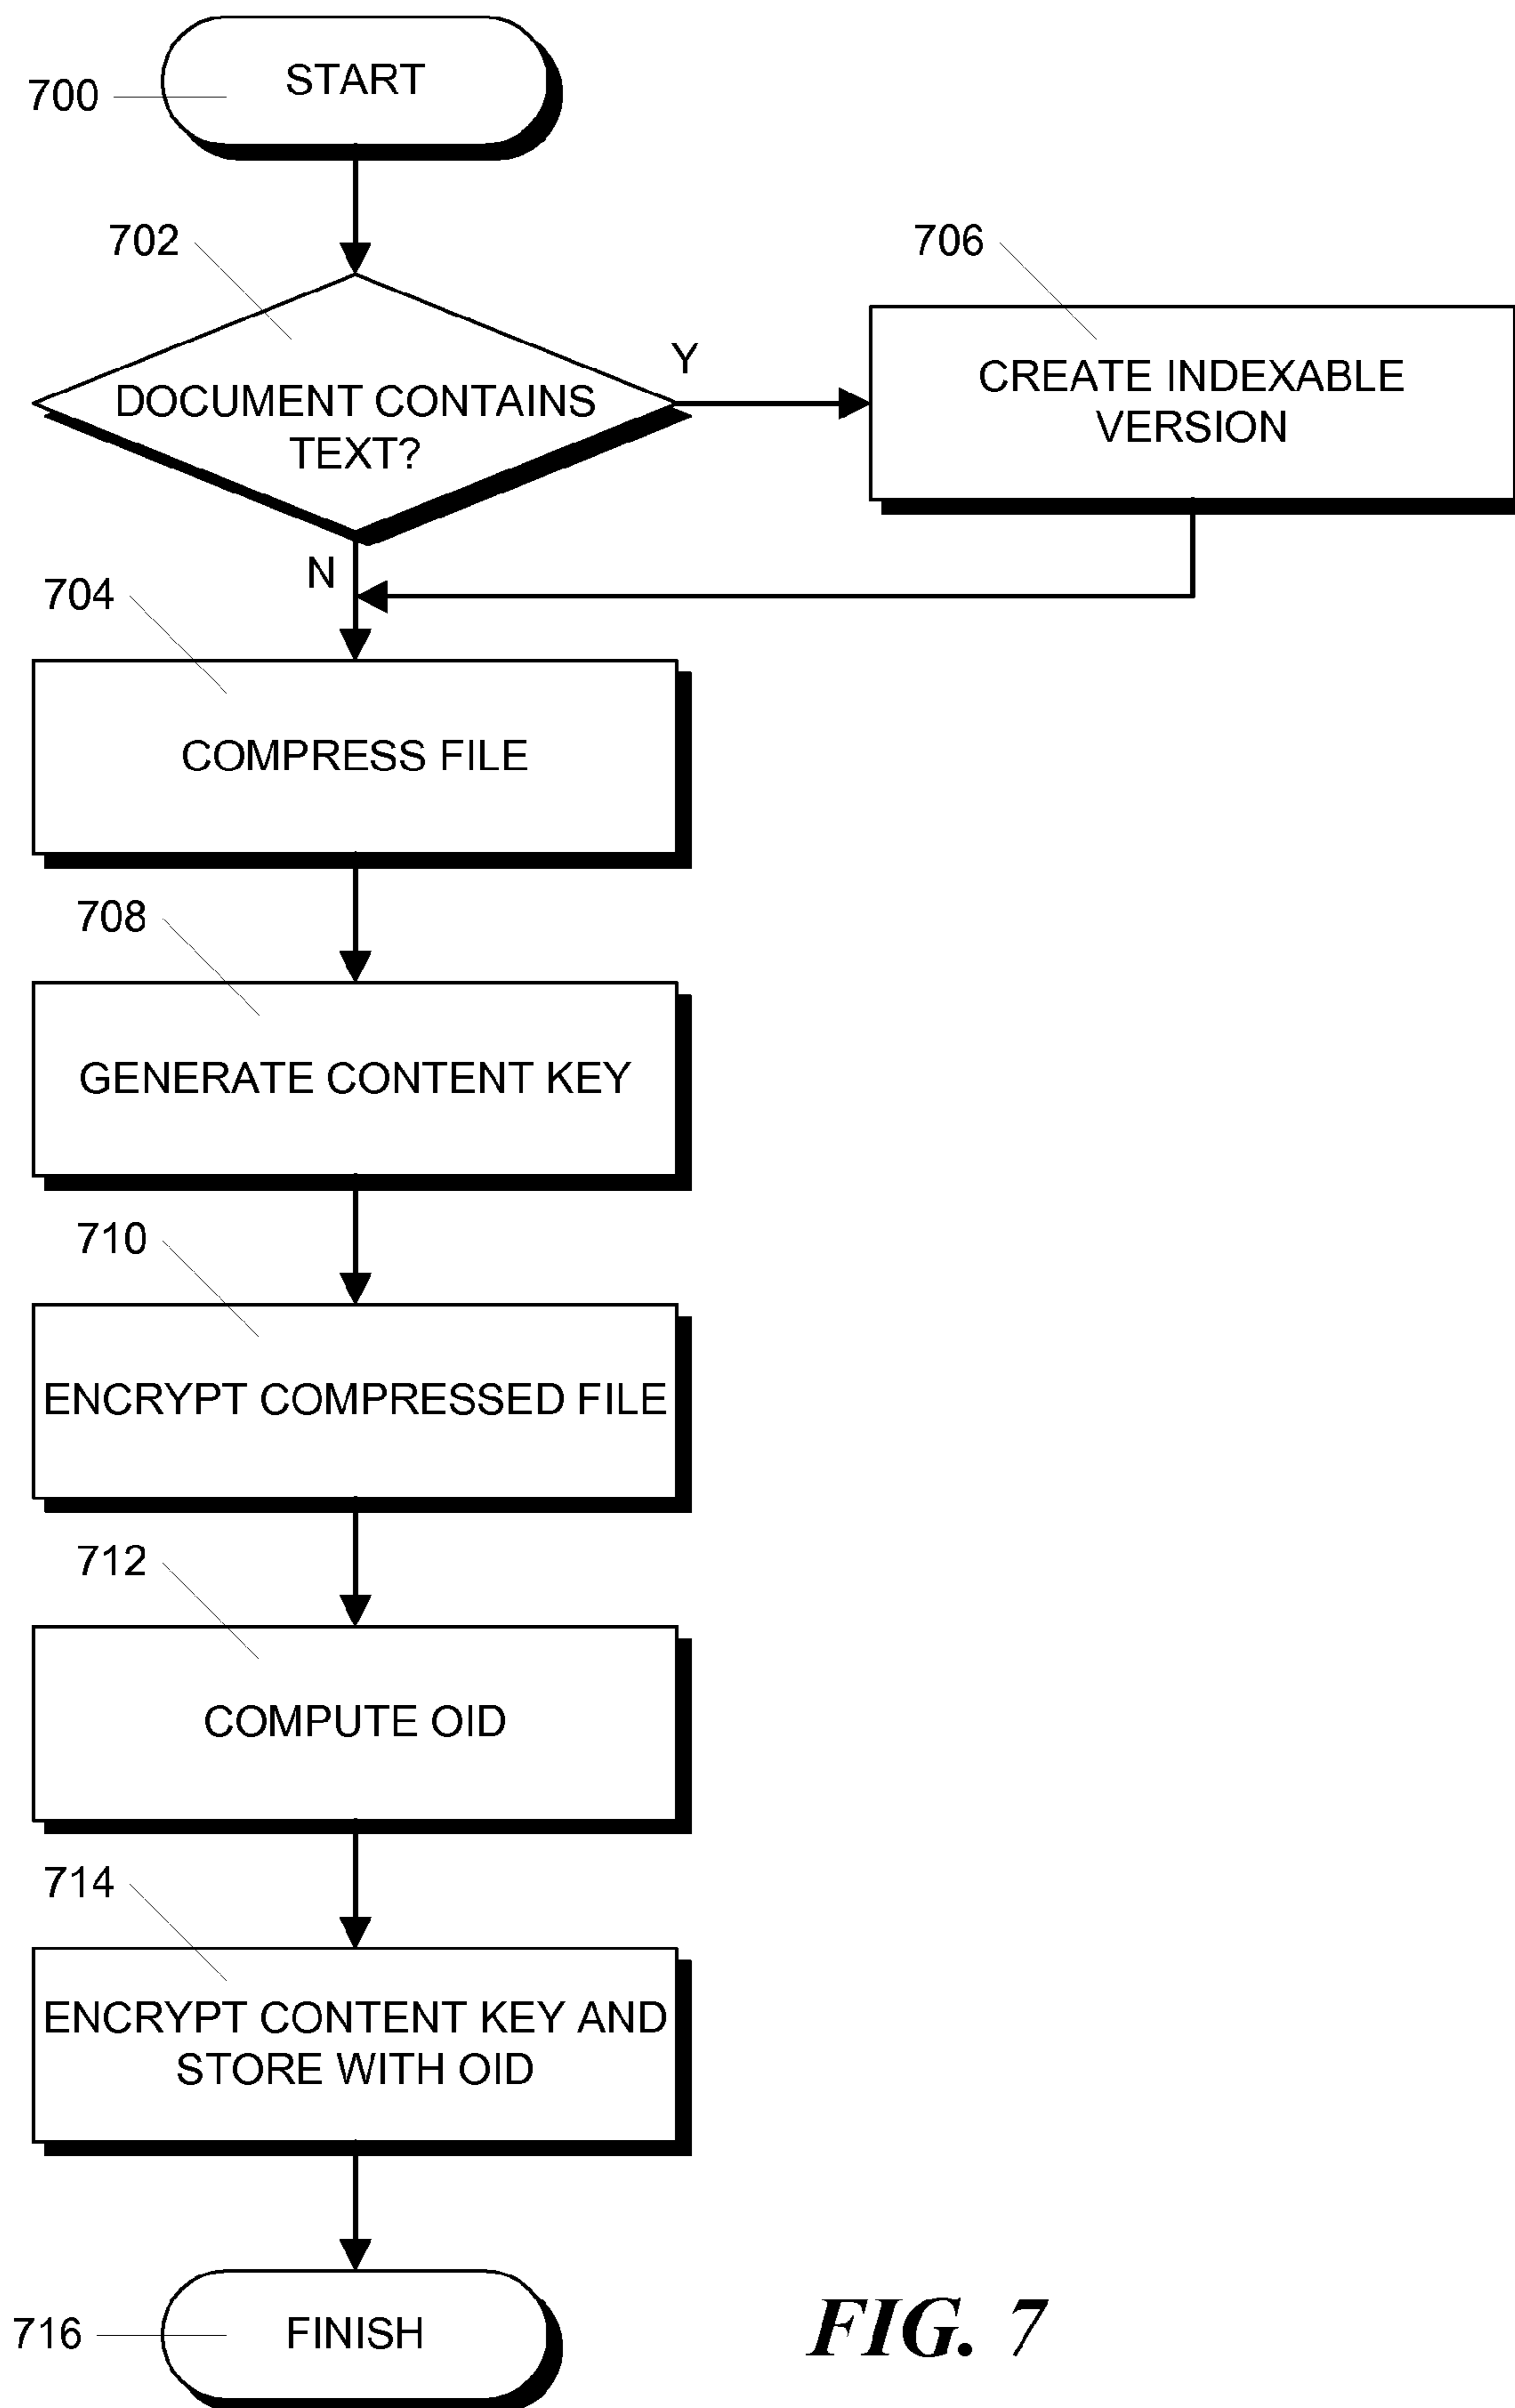 700
START
702
DOCUMENT CONTAINS
TEXT?
Y
706
CREATE INDEXABLE
VERSION
N
704
COMPRESS FILE
708
GENERATE CONTENT KEY
710
ENCRYPT COMPRESSED FILE
712
COMPUTE OID
714
ENCRYPT CONTENT KEY AND
STORE WITH OID
716
FINISH
FIG. 7